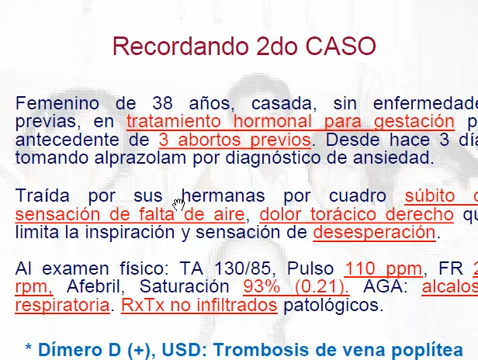 Recordando 2do CASO
Femenino de 38 años, casada, sin enfermedade
previas, en tratamiento hormonal para gestación p
antecedente de 3 abortos previos. Desde hace 3 día
tomando alprazolam por diagnóstico de ansiedad.
Traída por sus hermanas por cuadro súbito d
sensación de falta de aire, dolor torácico derecho qu
limita la inspiración y sensación de desesperación.
Al examen físico: TA 130/85, Pulso 110 ppm, FR 2
rpm, Afebril, Saturación 93% (0.21). AGA: alcalos
respiratoria. RxTx no infiltrados patológicos.
* Dímero D (+), USD: Trombosis de vena poplítea